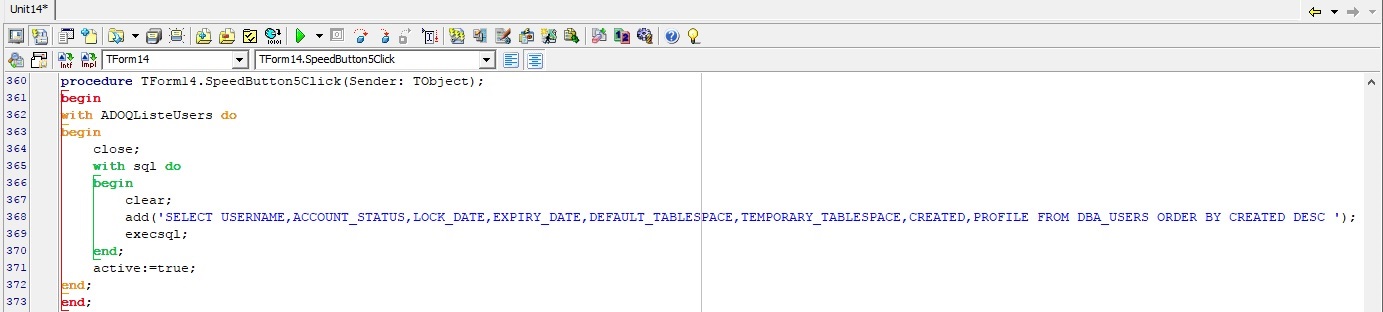 Unit14*
Intf Impl TForm14 TForm14.SpeedButton5Click
360 procedure TForm14.SpeedButton5Click(Sender: TObject);
361 begin
362 with ADOQListeUsers do
363 begin
364 close;
365 with sql do
366 begin
367 clear;
368 add('SELECT USERNAME,ACCOUNT_STATUS,LOCK_DATE,EXPIRY_DATE,DEFAULT_TABLESPACE,TEMPORARY_TABLESPACE,CREATED,PROFILE FROM DBA_USERS ORDER BY CREATED DESC ');
369 execsql;
370 end;
371 active:=true;
372 end;
373 end;